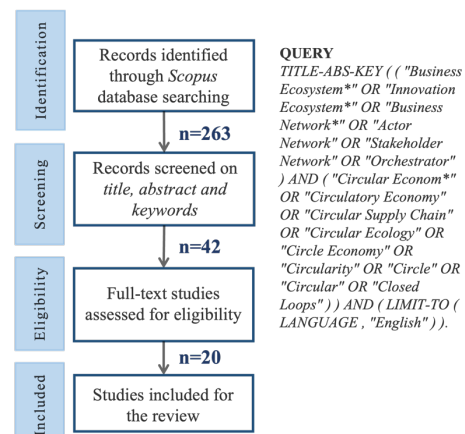 Identification
Records identified
through Scopus
database searching
n=263
Screening
Records screened on
title, abstract and
keywords
n=42
Eligibility
Full-text studies
assessed for eligibility
n=20
Included
Studies included for
the review
QUERY
TITLE-ABS-KEY ( ( "Business
Ecosystem*" OR "Innovation
Ecosystem*" OR "Business
Network*" OR "Actor
Network" OR "Stakeholder
Network" OR "Orchestrator"
) AND ( "Circular Econom*"
OR "Circulatory Economy"
OR "Circular Supply Chain"
OR "Circular Ecology" OR
"Circle Economy" OR
"Circularity" OR "Circle" OR
"Circular" OR "Closed
Loops" ) ) AND ( LIMIT-TO (
LANGUAGE , "English" ) ).